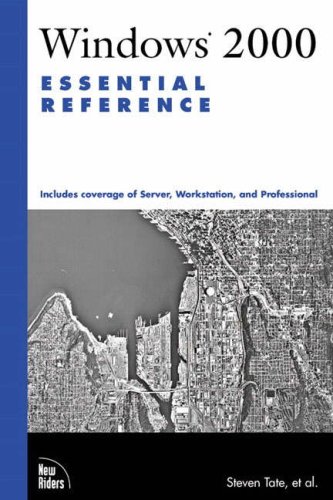 Windows® 2000
ESSENTIAL
REFERENCE
Includes coverage of Server, Workstation, and Professional
New
Riders
Steven Tate, et al.